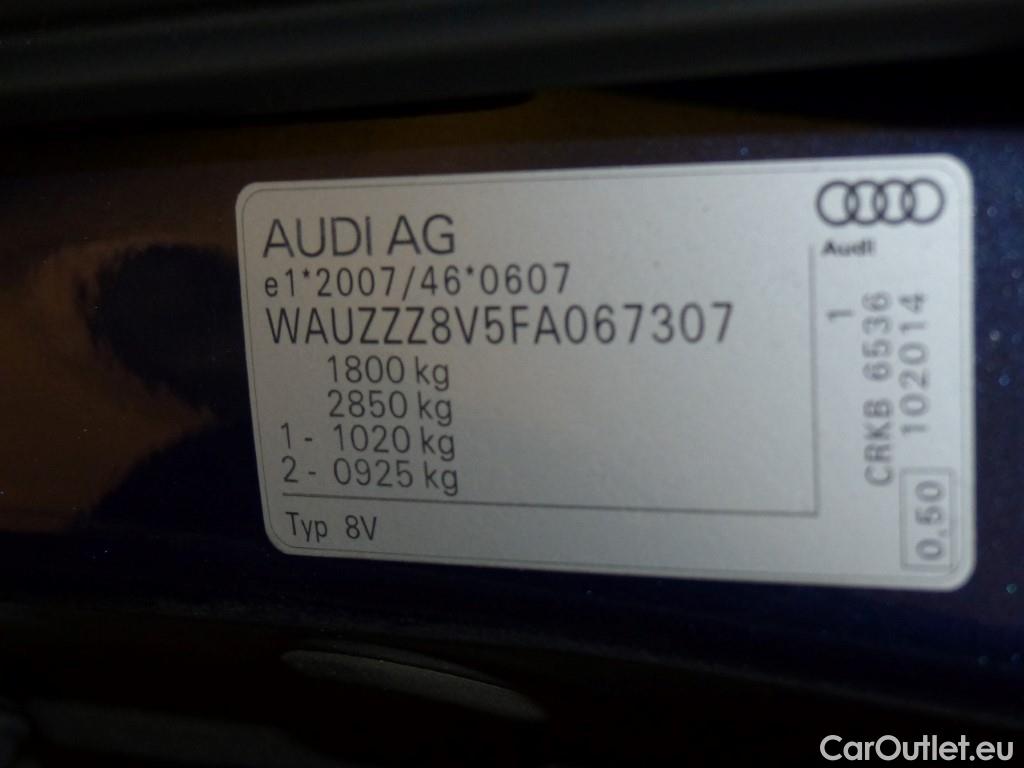 AUDI AG
e1*2007/46*0607
WAUZZZ8V5FA067307
1800 kg
2850 kg
1 - 1020 kg
2 - 0925 kg
Typ 8V
Audi
1
CRKB 6536
102014
0,50
CarOutlet.eu